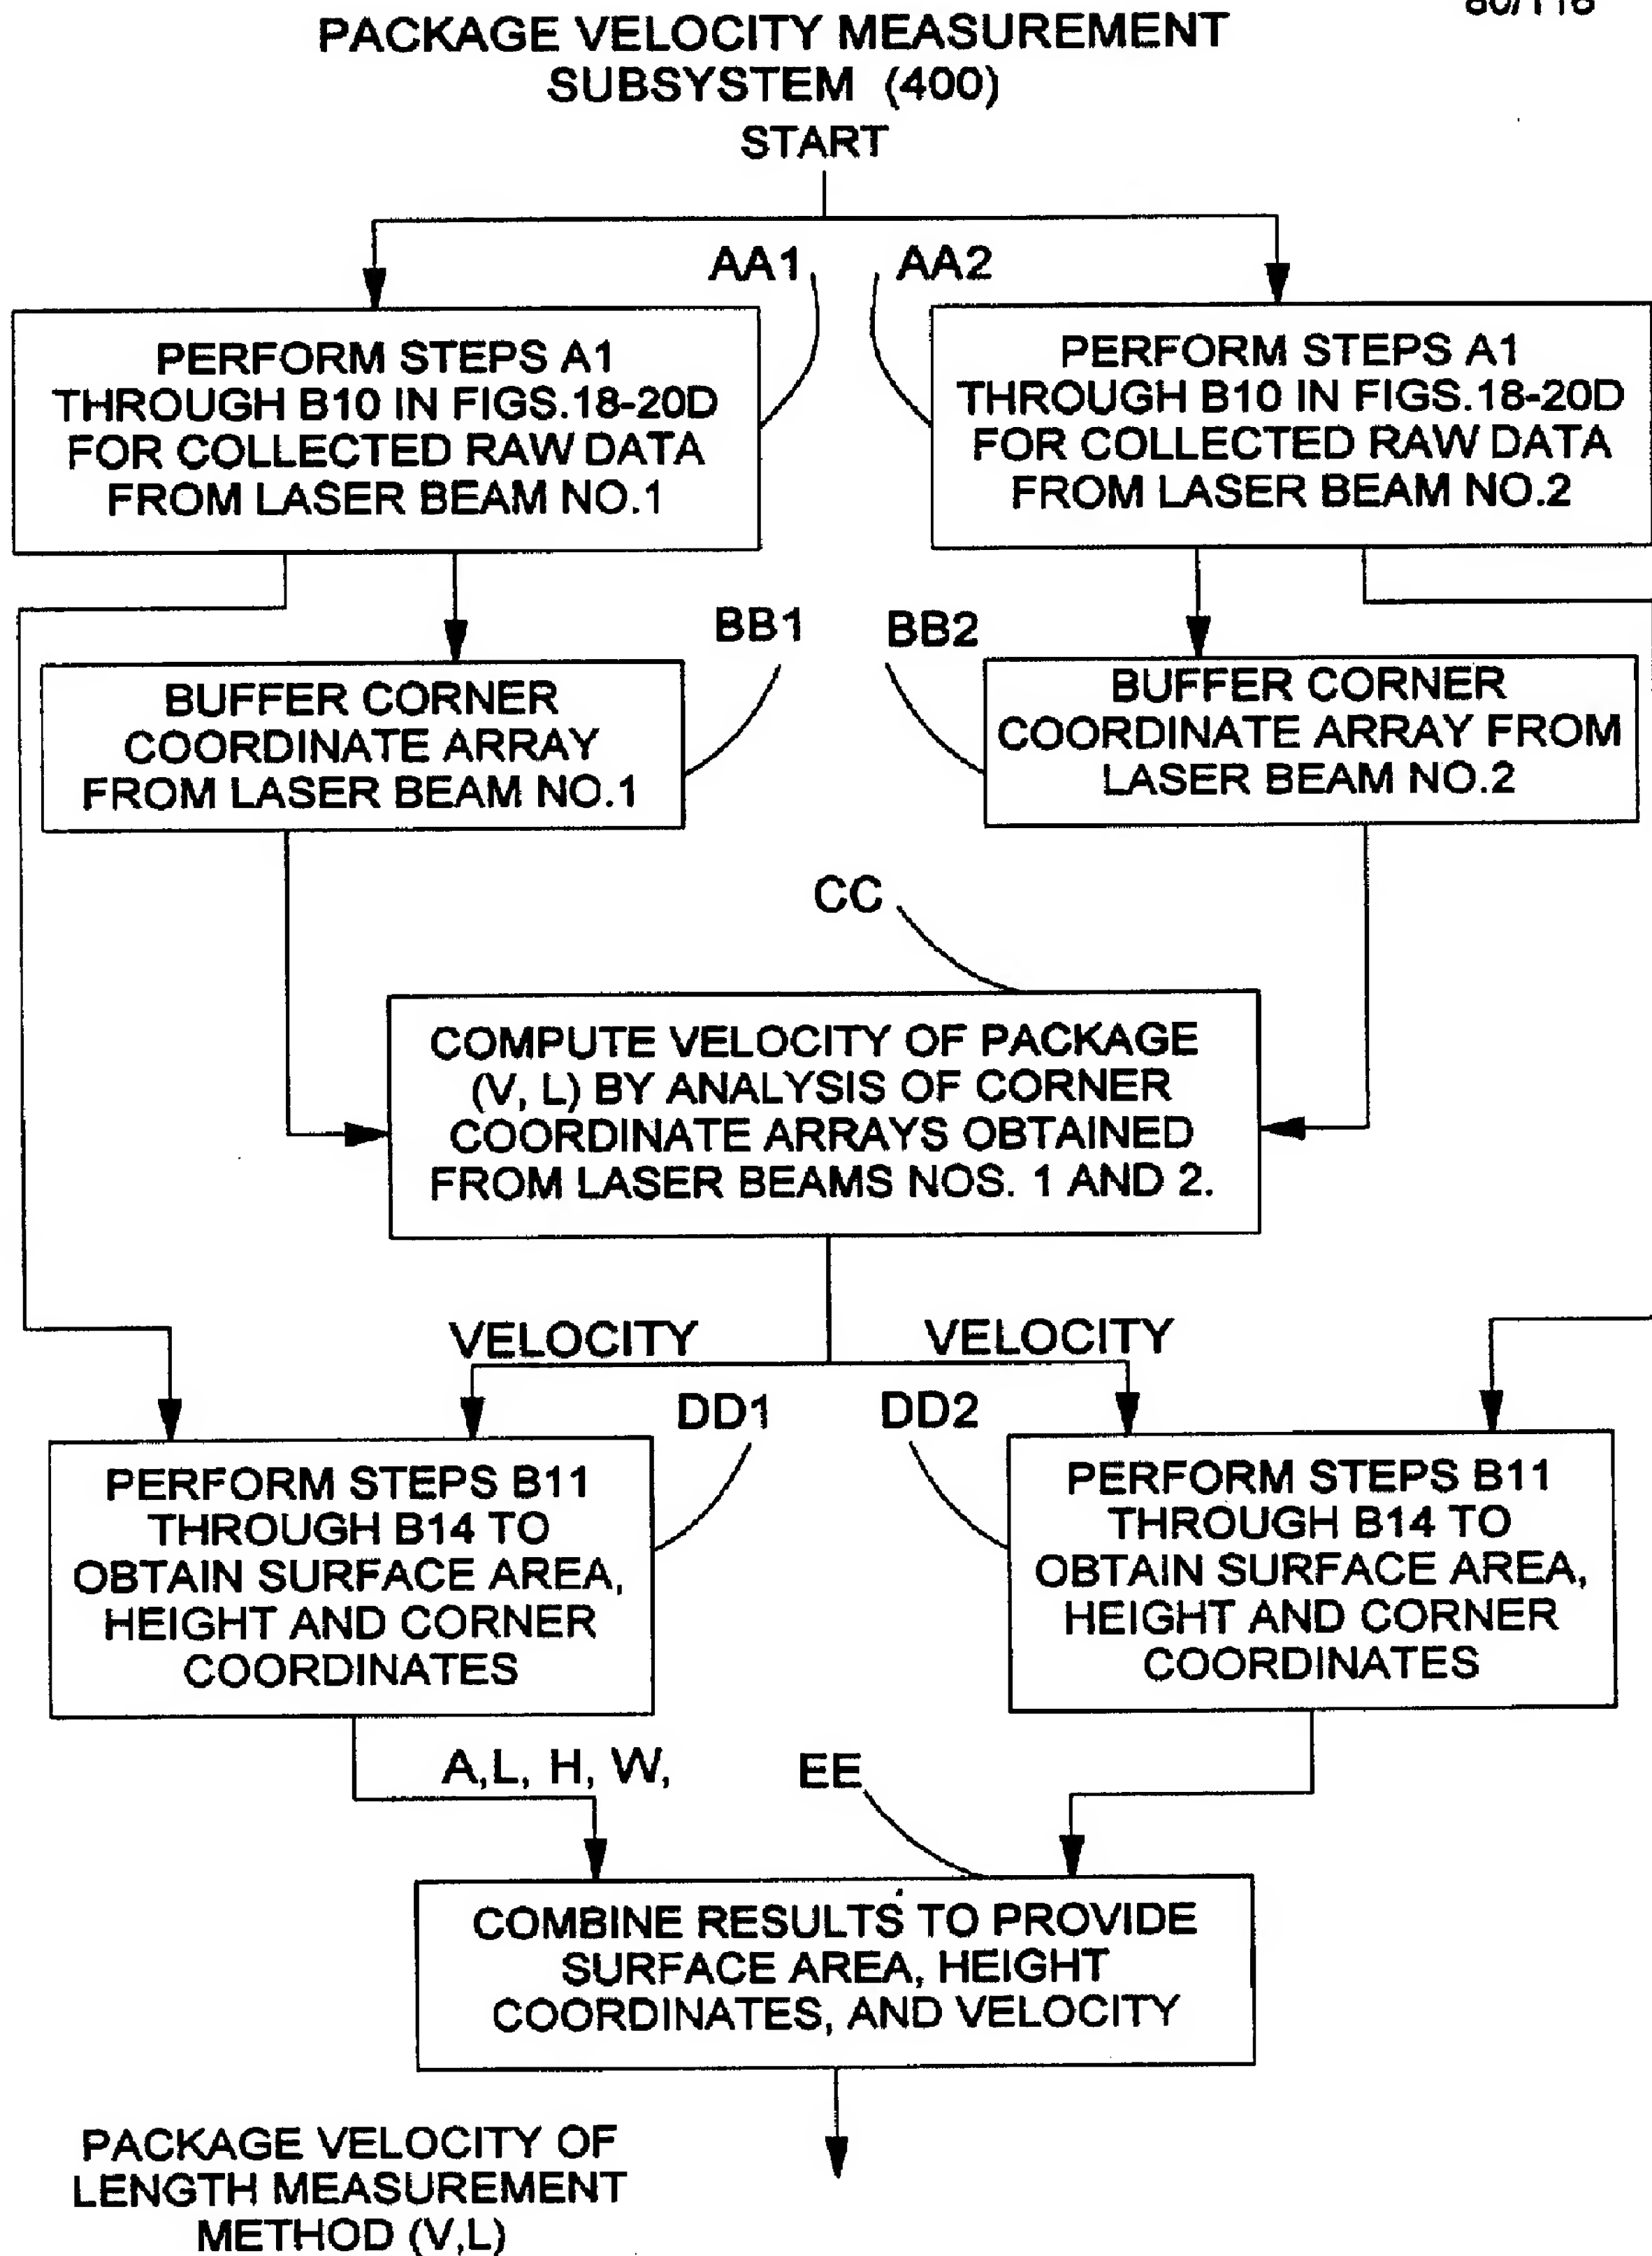 80/116
PACKAGE VELOCITY MEASUREMENT
SUBSYSTEM (400)
START
AA1
AA2
PERFORM STEPS A1
THROUGH B10 IN FIGS.18-20D
FOR COLLECTED RAW DATA
FROM LASER BEAM NO.1
PERFORM STEPS A1
THROUGH B10 IN FIGS.18-20D
FOR COLLECTED RAW DATA
FROM LASER BEAM NO.2
BB1
BB2
BUFFER CORNER
COORDINATE ARRAY
FROM LASER BEAM NO.1
BUFFER CORNER
COORDINATE ARRAY FROM
LASER BEAM NO.2
CC
COMPUTE VELOCITY OF PACKAGE
(V, L) BY ANALYSIS OF CORNER
COORDINATE ARRAYS OBTAINED
FROM LASER BEAMS NOS. 1 AND 2.
VELOCITY
VELOCITY
DD1
DD2
PERFORM STEPS B11
THROUGH B14 TO
OBTAIN SURFACE AREA,
HEIGHT AND CORNER
COORDINATES
PERFORM STEPS B11
THROUGH B14 TO
OBTAIN SURFACE AREA,
HEIGHT AND CORNER
COORDINATES
A,L, H, W,
EE
COMBINE RESULTS TO PROVIDE
SURFACE AREA, HEIGHT
COORDINATES, AND VELOCITY
PACKAGE VELOCITY OF
LENGTH MEASUREMENT
METHOD (V,L)